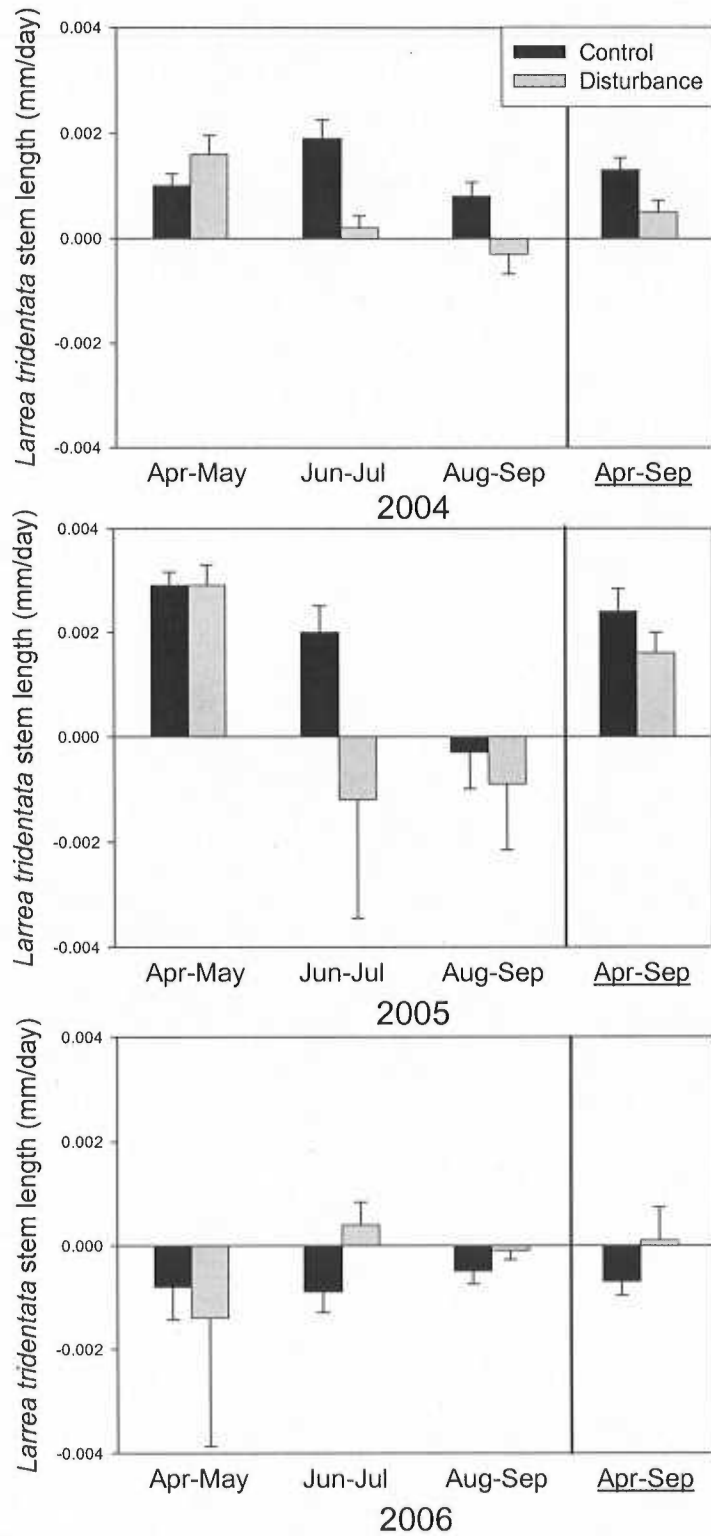 Larrea tridentata stem length (mm/day)
0.004
0.002
0.000
-0.002
-0.004
Control
Disturbance
Apr-May Jun-Jul Aug-Sep Apr-Sep
2004
Larrea tridentata stem length (mm/day)
0.004
0.002
0.000
-0.002
-0.004
Apr-May Jun-Jul Aug-Sep Apr-Sep
2005
Larrea tridentata stem length (mm/day)
0.004
0.002
0.000
-0.002
-0.004
Apr-May Jun-Jul Aug-Sep Apr-Sep
2006